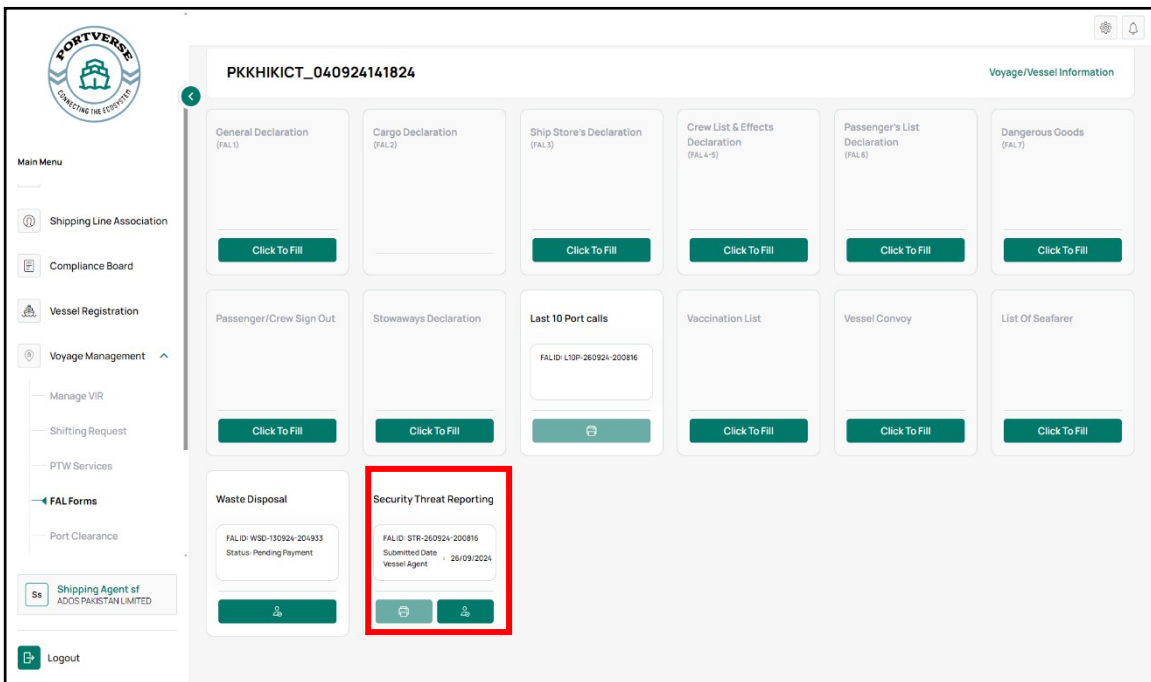 PORTVERSE
CONNECTING THE ECOSYSTEM
Main Menu
Shipping Line Association
Compliance Board
Vessel Registration
Voyage Management
Manage VIR
Shifting Request
PTW Services
FAL Forms
Port Clearance
Ss
Shipping Agent sf
ADOS PAKISTAN LIMITED
Logout
PKKHIKICT_040924141824
Voyage/Vessel Information
General Declaration
(FAL 1)
Click To Fill
Cargo Declaration
(FAL 2)
Ship Store's Declaration
(FAL 3)
Click To Fill
Crew List & Effects
Declaration
(FAL 4-5)
Click To Fill
Passenger's List
Declaration
(FAL 6)
Click To Fill
Dangerous Goods
(FAL 7)
Click To Fill
Passenger/Crew Sign Out
Click To Fill
Stowaways Declaration
Click To Fill
Last 10 Port calls
FAL ID: L10P-260924-200816
Vaccination List
Click To Fill
Vessel Convoy
Click To Fill
List Of Seafarer
Click To Fill
Waste Disposal
FAL ID: WSD-130924-204933
Status: Pending Payment
Security Threat Reporting
FAL ID: STR-260924-200816
Submitted Date
Vessel Agent : 26/09/2024